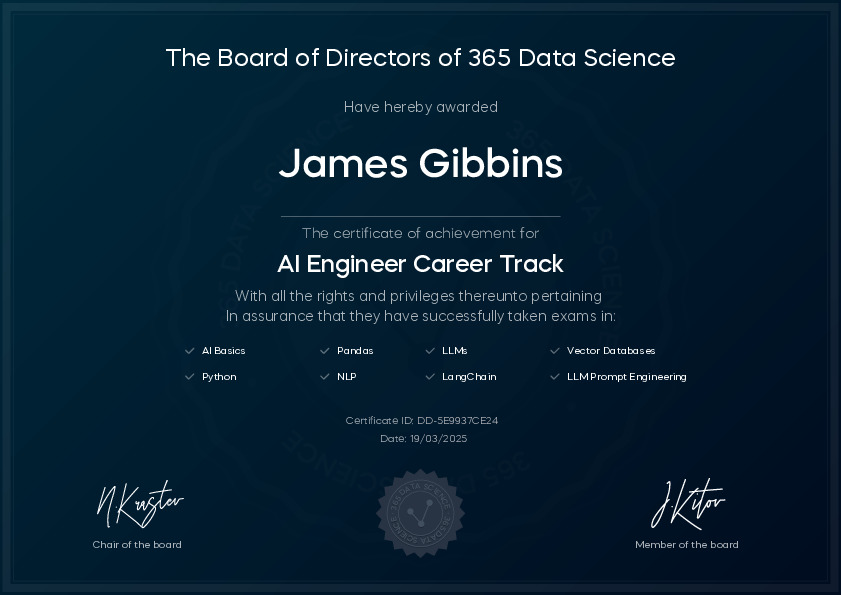 The Board of Directors of 365 Data Science
Have hereby awarded
James Gibbins
The certificate of achievement for
AI Engineer Career Track
With all the rights and privileges thereunto pertaining
In assurance that they have successfully taken exams in:
AI Basics Pandas LLMs Vector Databases
Python NLP LangChain LLM Prompt Engineering
Certificate ID: DD-5E9937CE24
Date: 19/03/2025
N.Krastev J.Kitov
365 DATA SCIENCE 365 DATA SCIENCE
Chair of the board Member of the board